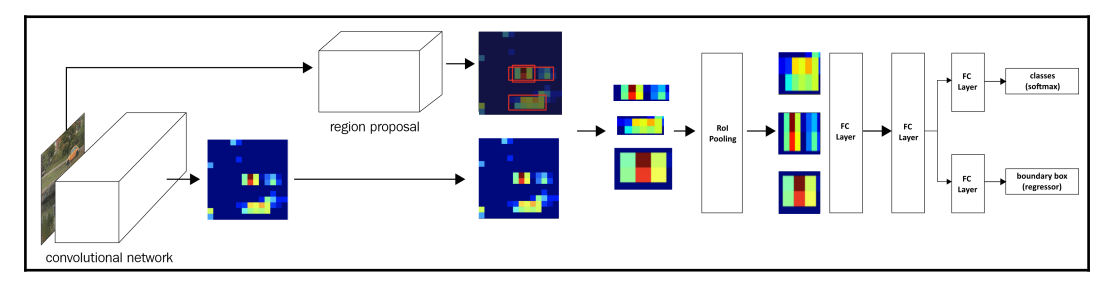 region proposal
convolutional network
RoI
Pooling
FC
Layer
FC
Layer
FC
Layer
classes
(softmax)
FC
Layer
boundary box
(regressor)